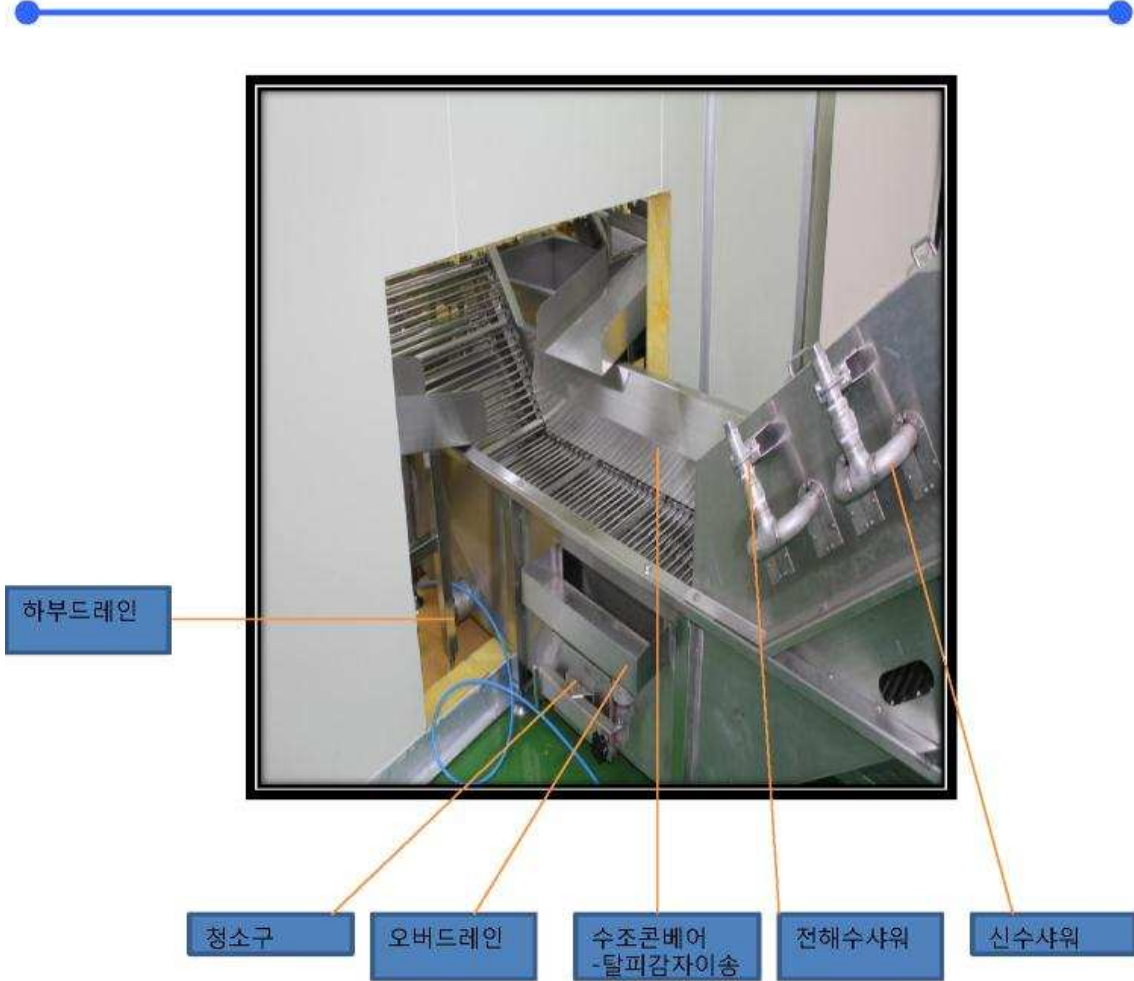 하부드레인
청소구
오버드레인
수조콘베어
-탈피감자이송
전해수샤워
신수샤워